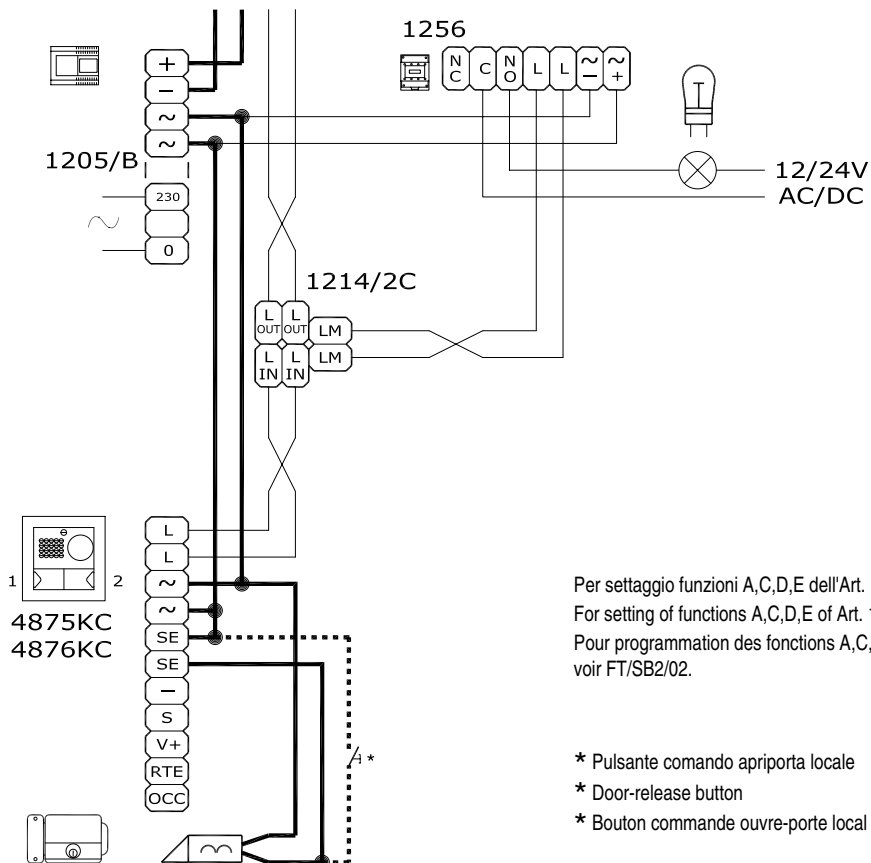 1256
NC C NO L L ~− ~+
+
−
~
~
1205/B
230
0
~
12/24V
AC/DC
1214/2C
L OUT L OUT LM
L IN L IN LM
L
L
~
~
SE
SE
−
S
V+
RTE
OCC
1 2
4875KC
4876KC
*
Per settaggio funzioni A,C,D,E dell'Art.
For setting of functions A,C,D,E of Art.
Pour programmation des fonctions A,C,
voir FT/SB2/02.
* Pulsante comando apriporta locale
* Door-release button
* Bouton commande ouvre-porte local